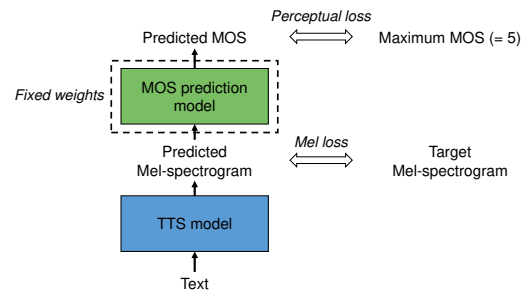 Perceptual loss
Predicted MOS
Maximum MOS (= 5)
Fixed weights
MOS prediction
model
Mel loss
Predicted
Mel-spectrogram
Target
Mel-spectrogram
TTS model
Text